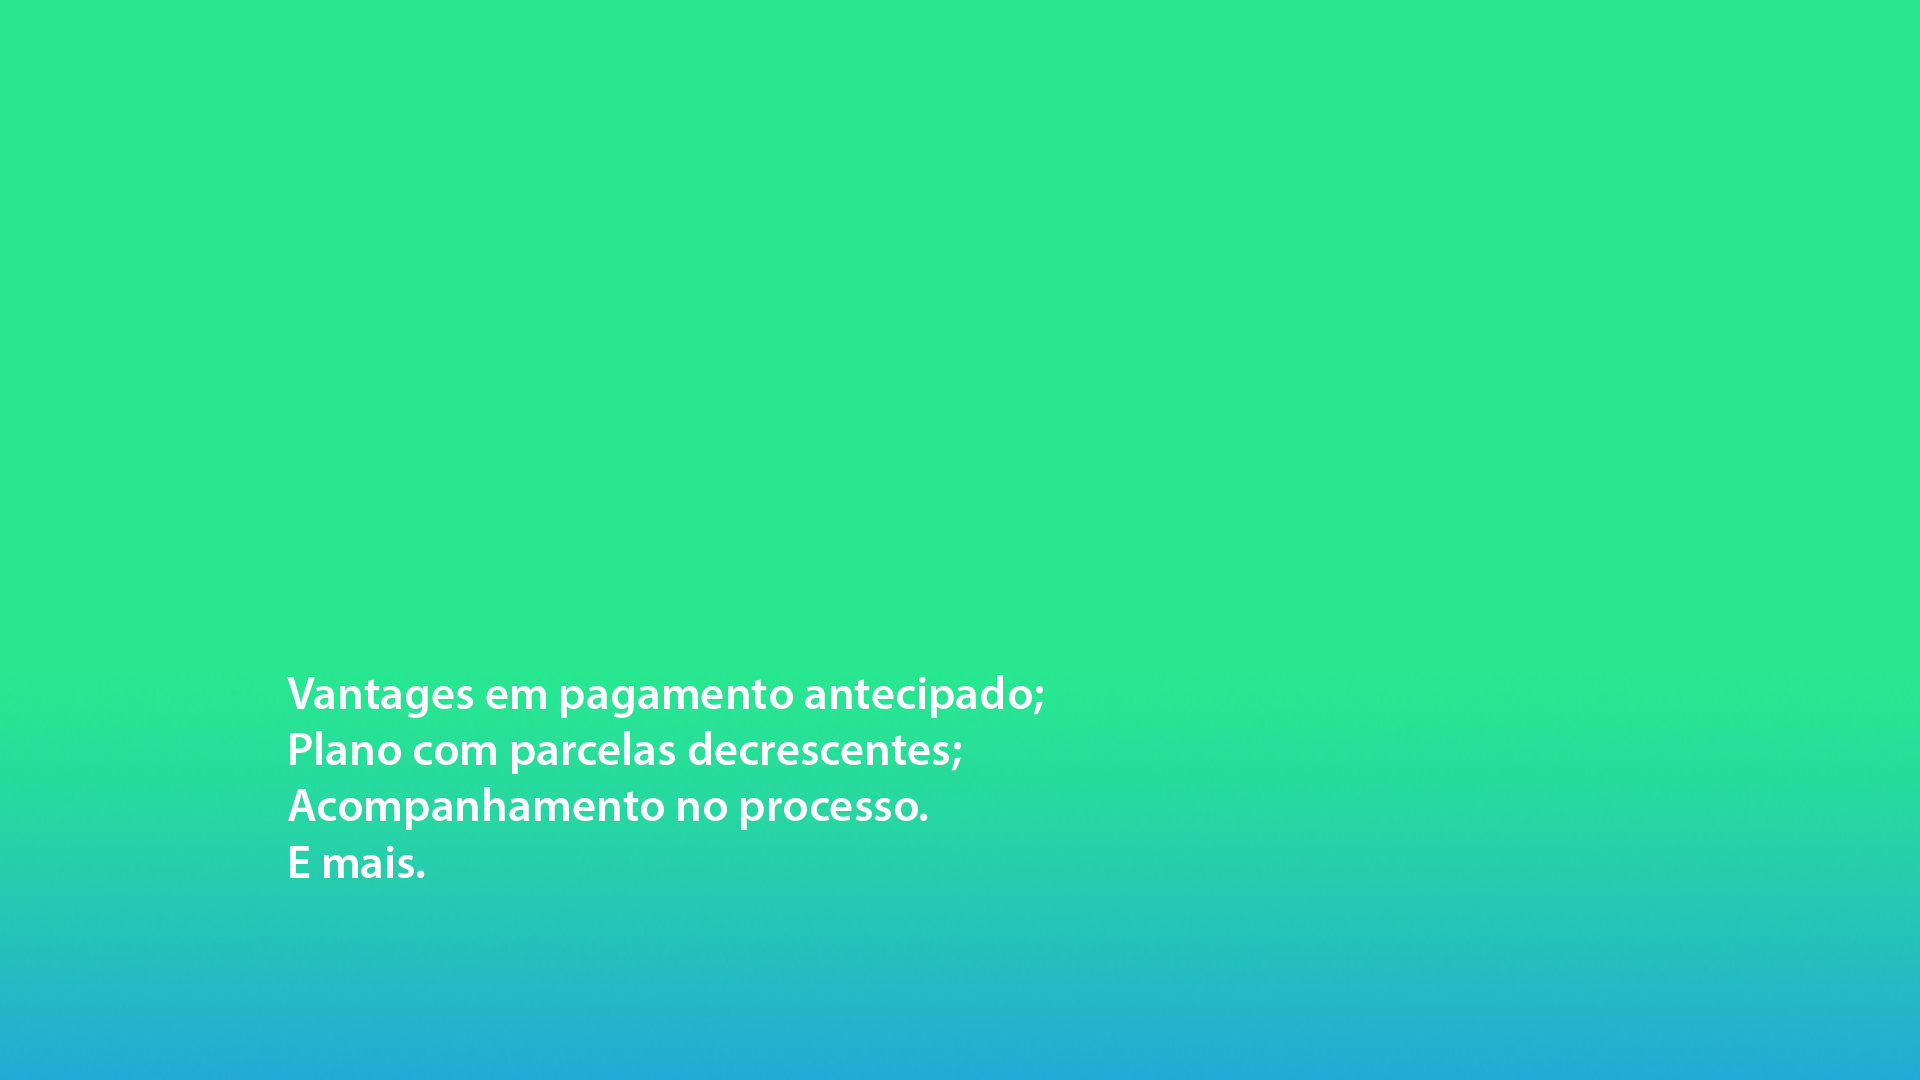 Vantages em pagamento antecipado;
Plano com parcelas decrescentes;
Acompanhamento no processo.
E mais.